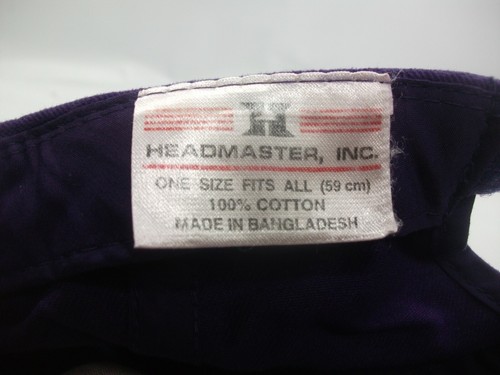 H
HEADMASTER, INC.
ONE SIZE FITS ALL (59 cm)
100% COTTON
MADE IN BANGLADESH